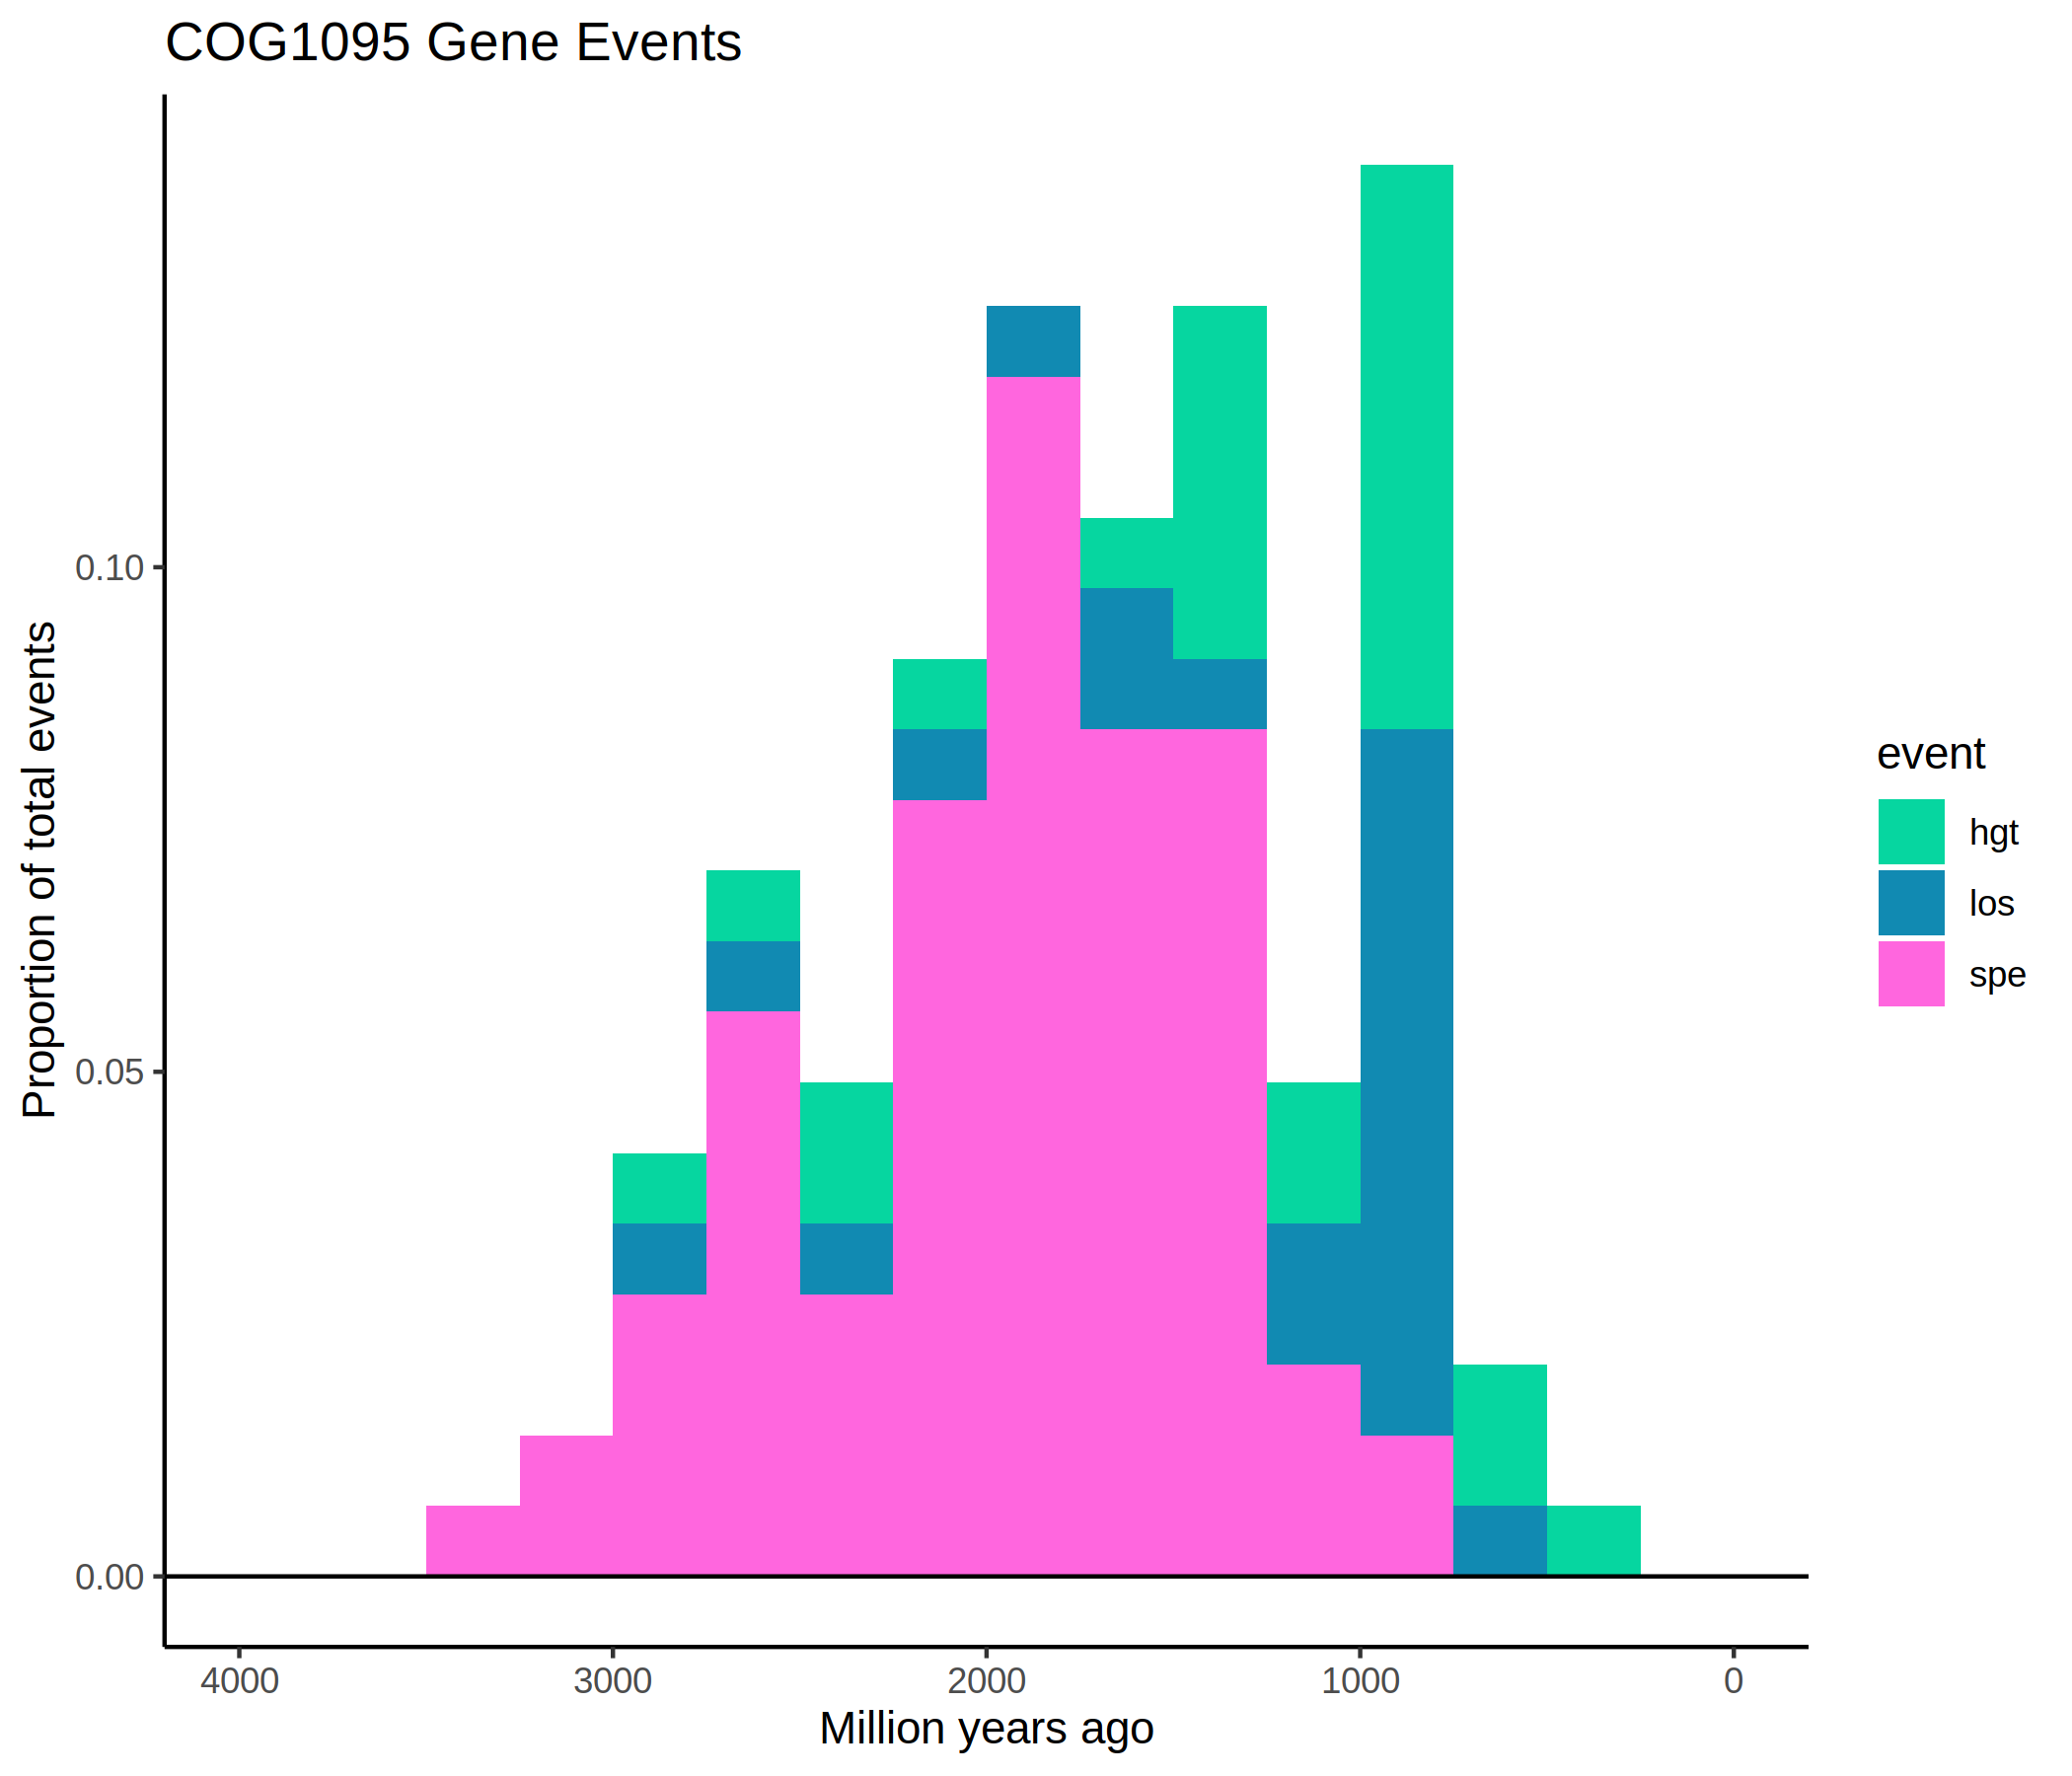 COG1095 Gene Events
Proportion of total events
0.10
0.05
0.00
4000 3000 2000 1000 0
Million years ago
event
hgt
los
spe